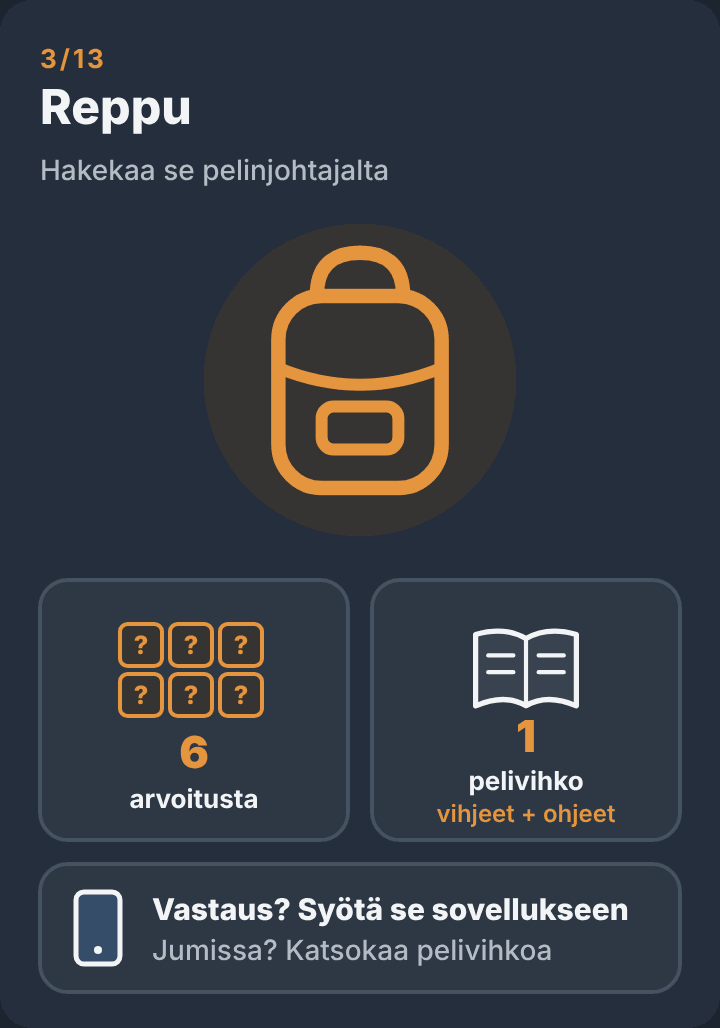 3/13
Reppu
Hakekaa se pelinjohtajalta
? ? ?
? ? ?
6
arvoitusta
1
pelivihko
vihjeet + ohjeet
Vastaus? Syötä se sovellukseen
Jumissa? Katsokaa pelivihkoa